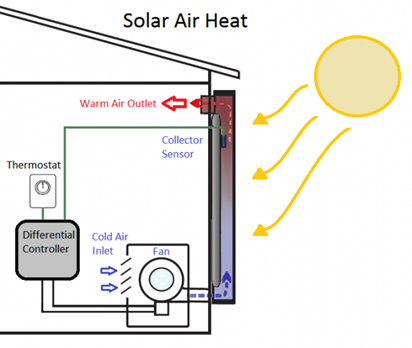 Solar Air Heat
Warm Air Outlet
Collector
Sensor
Thermostat
Differential
Controller
Cold Air
Inlet
Fan